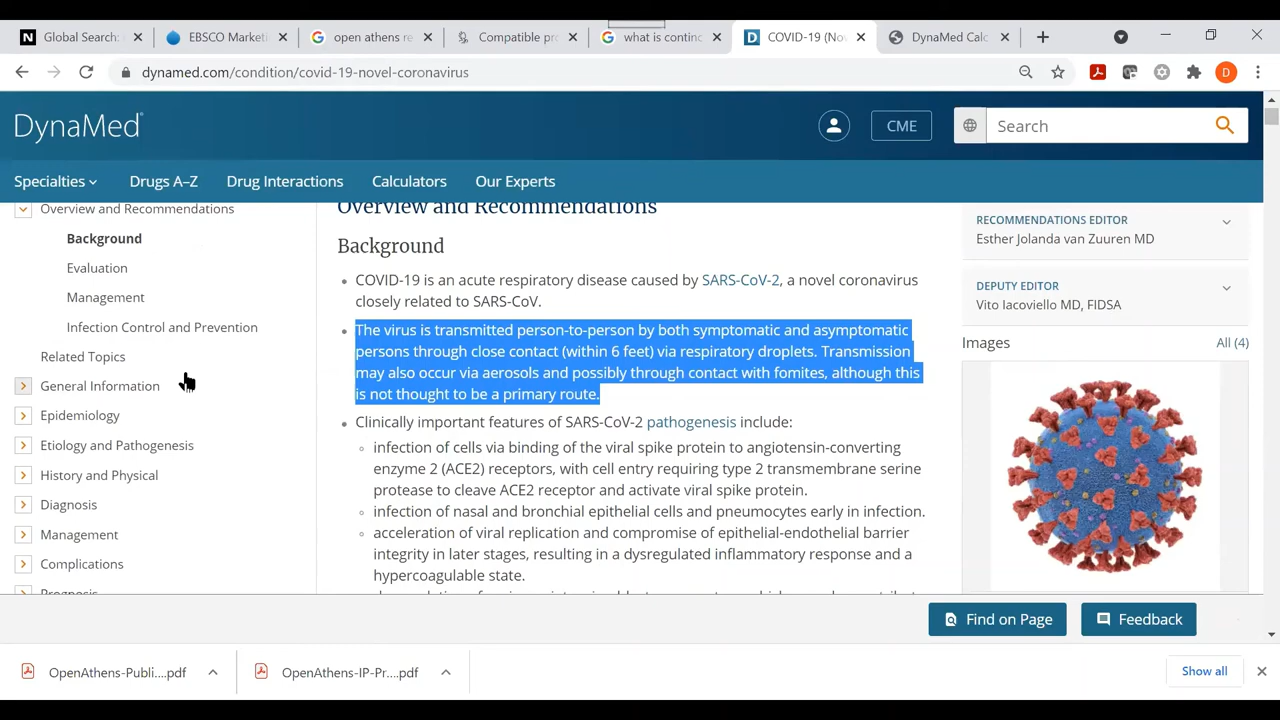 Global Search:
EBSCO Marketi
open athens re
Compatible pro
what is continc
COVID-19 (Nov
DynaMed Calc
dynamed.com/condition/covid-19-novel-coronavirus
D
DynaMed
CME
Search
Specialties
Drugs A–Z
Drug Interactions
Calculators
Our Experts
Overview and Recommendations
Background
Evaluation
Management
Infection Control and Prevention
Related Topics
General Information
Epidemiology
Etiology and Pathogenesis
History and Physical
Diagnosis
Management
Complications
Prognosis
Overview and Recommendations
Background
COVID-19 is an acute respiratory disease caused by SARS-CoV-2, a novel coronavirus
closely related to SARS-CoV.
The virus is transmitted person-to-person by both symptomatic and asymptomatic
persons through close contact (within 6 feet) via respiratory droplets. Transmission
may also occur via aerosols and possibly through contact with fomites, although this
is not thought to be a primary route.
Clinically important features of SARS-CoV-2 pathogenesis include:
infection of cells via binding of the viral spike protein to angiotensin-converting
enzyme 2 (ACE2) receptors, with cell entry requiring type 2 transmembrane serine
protease to cleave ACE2 receptor and activate viral spike protein.
infection of nasal and bronchial epithelial cells and pneumocytes early in infection.
acceleration of viral replication and compromise of epithelial-endothelial barrier
integrity in later stages, resulting in a dysregulated inflammatory response and a
hypercoagulable state.
RECOMMENDATIONS EDITOR
Esther Jolanda van Zuuren MD
DEPUTY EDITOR
Vito Iacoviello MD, FIDSA
Images
All (4)
Find on Page
Feedback
OpenAthens-Publi....pdf
OpenAthens-IP-Pr....pdf
Show all